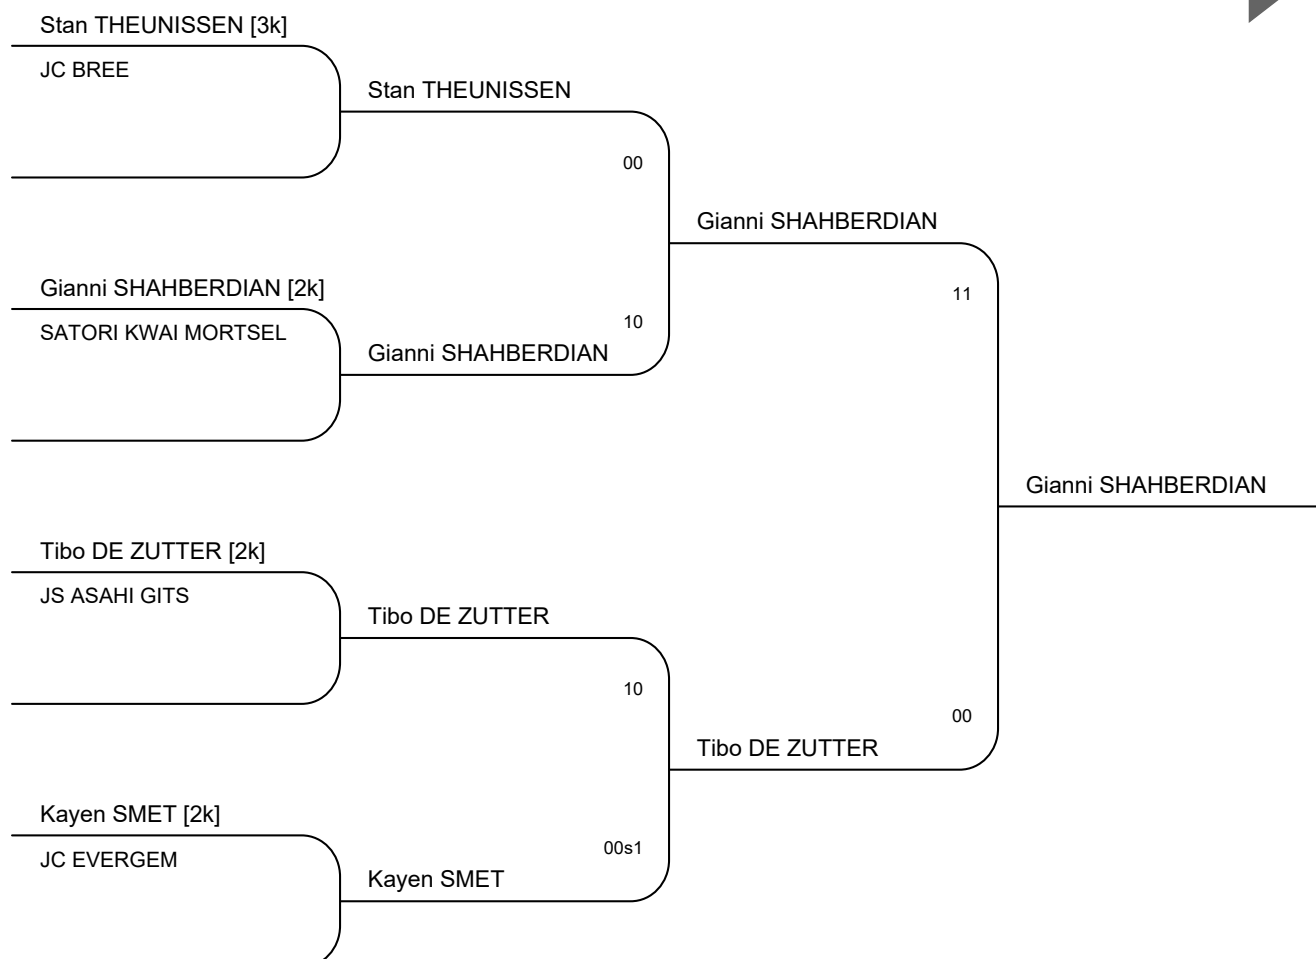 Stan THEUNISSEN [3k]
JC BREE
Stan THEUNISSEN
00
Gianni SHAHBERDIAN
11
Gianni SHAHBERDIAN [2k]
SATORI KWAI MORTSEL
10
Gianni SHAHBERDIAN
Gianni SHAHBERDIAN
Tibo DE ZUTTER [2k]
JS ASAHI GITS
Tibo DE ZUTTER
10
00
Tibo DE ZUTTER
Kayen SMET [2k]
JC EVERGEM
00s1
Kayen SMET